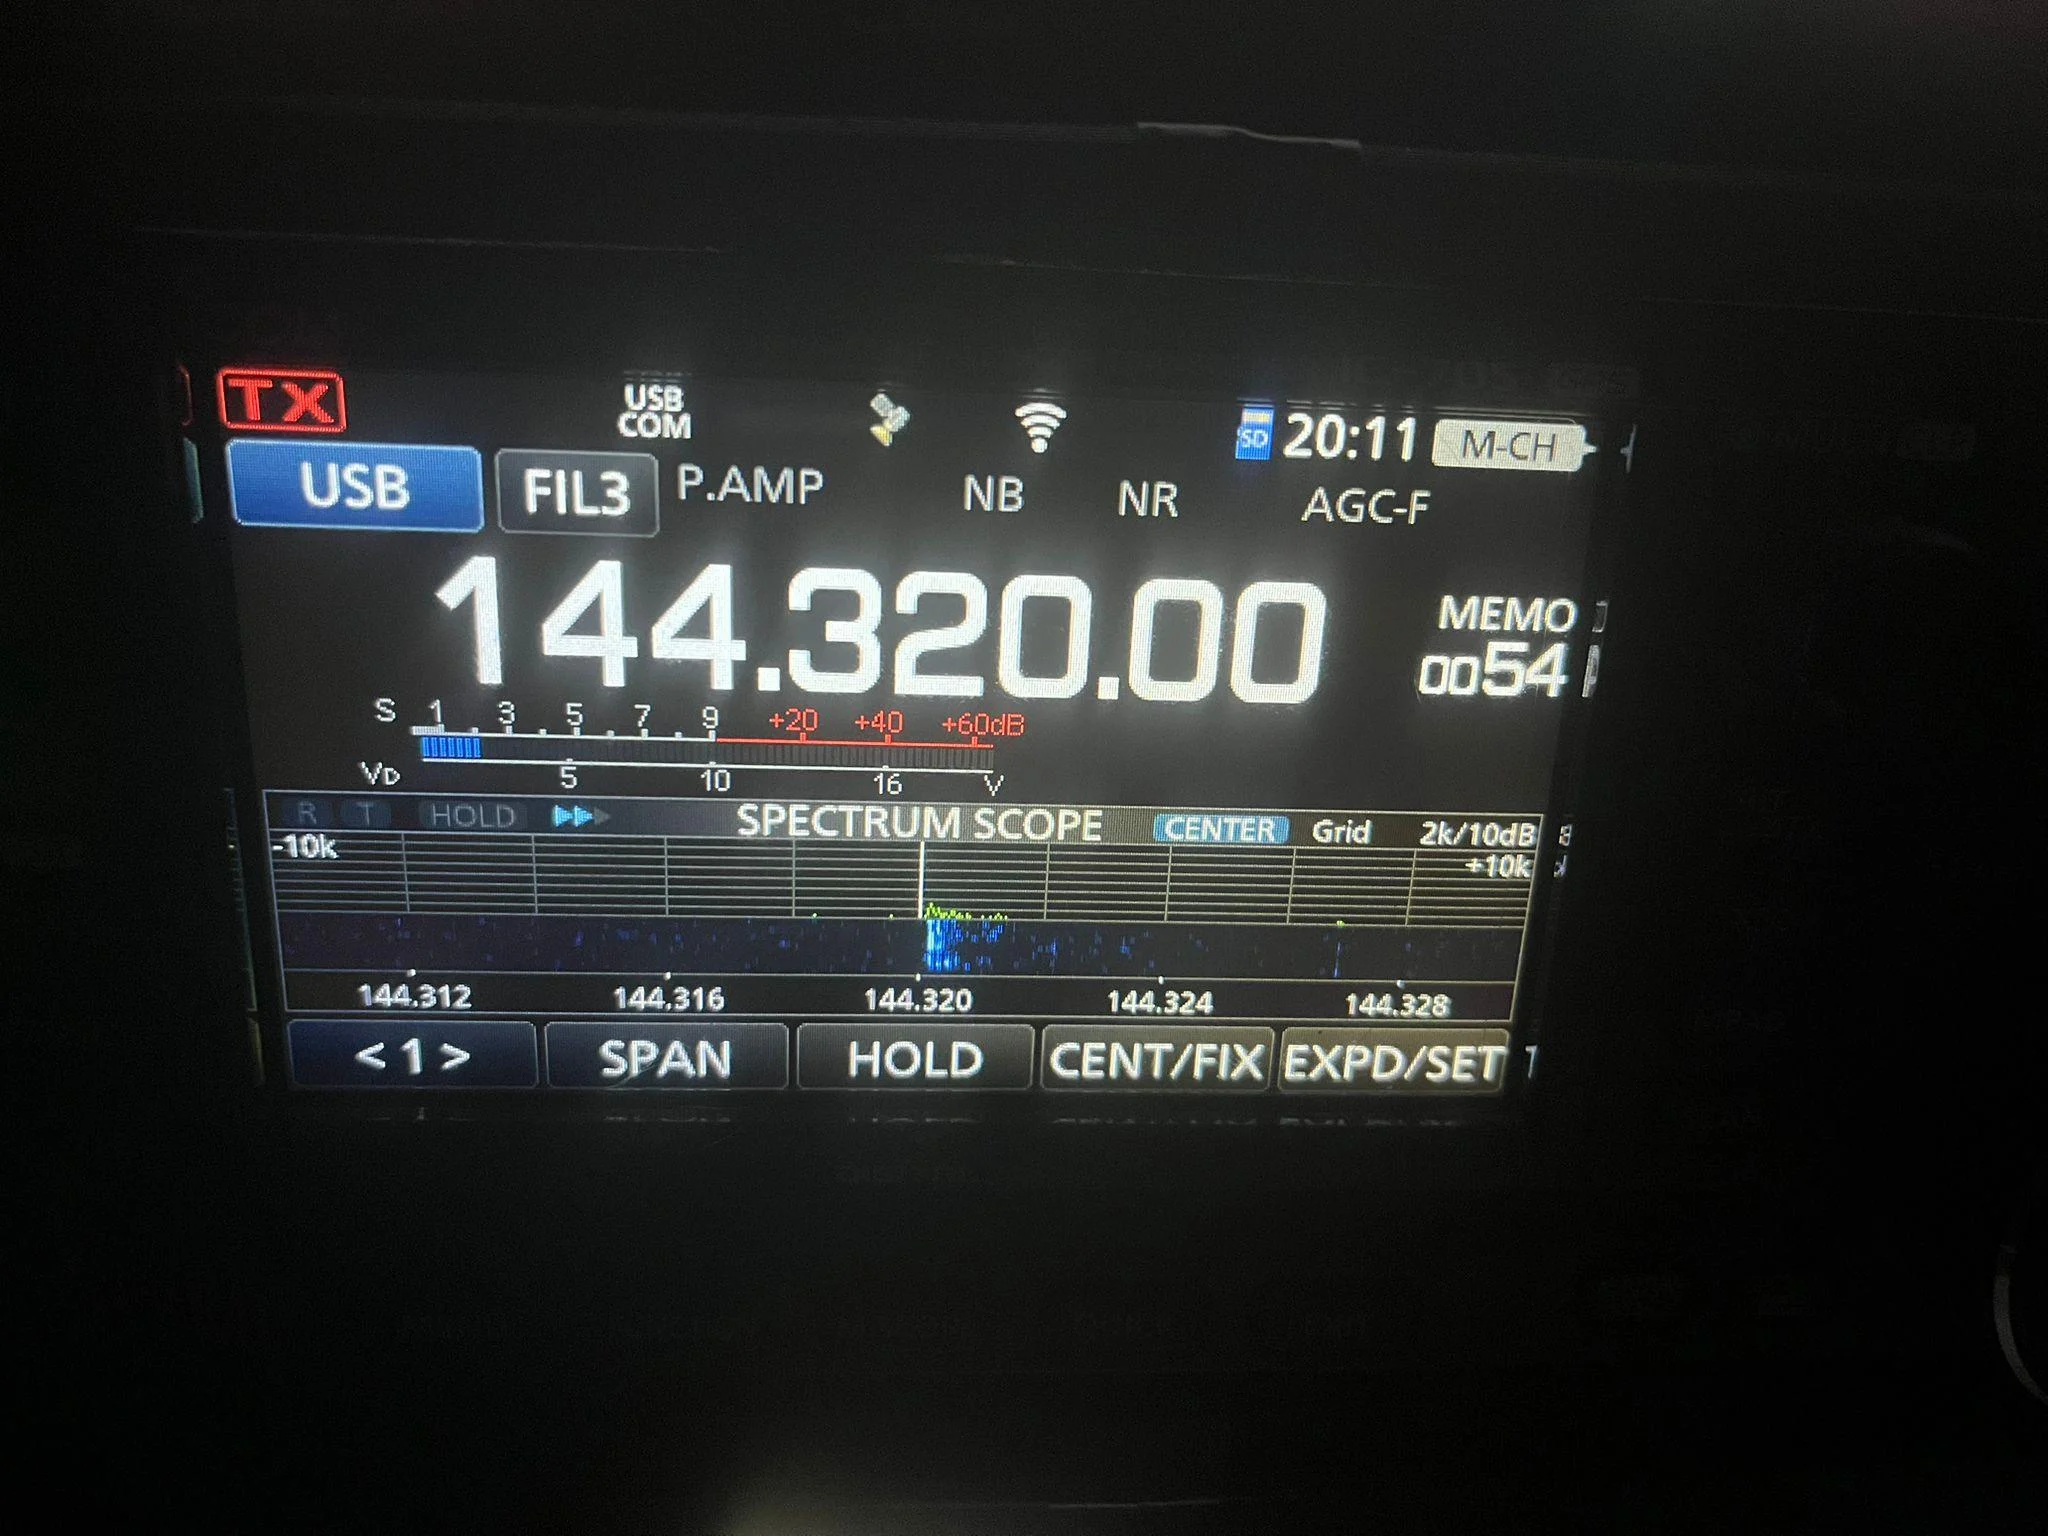 TX USB COM SD 20:11 M-CH
USB FIL3 P.AMP NB NR AGC-F
144.320.00 MEMO
0054
S 1 3 5 7 9 +20 +40 +60dB
VD 5 10 16 V
R T HOLD SPECTRUM SCOPE CENTER Grid 2k/10dB
-10k +10k
144.312 144.316 144.320 144.324 144.328
< 1 > SPAN HOLD CENT/FIX EXPD/SET